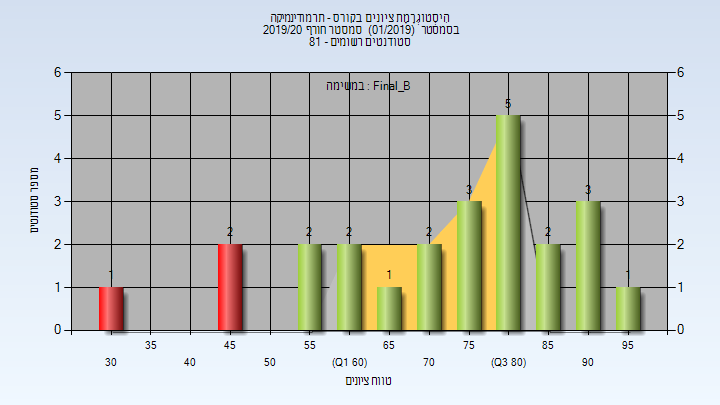 היסטוגרמת ציונים בקורס - תרמודינמיקה
בסמסטר (01/2019) סמסטר חורף 2019/20
סטודנטים רשומים - 81
במשימה : Final_B
מספר סטודנטים
6 6
5 5
4 4
3 3
2 2
1 1
0 0
1 2 2 2 1 2 3 5 2 3 1
35 45 55 65 75 85 95
30 40 50 (Q1 60) 70 (Q3 80) 90
טווח ציונים